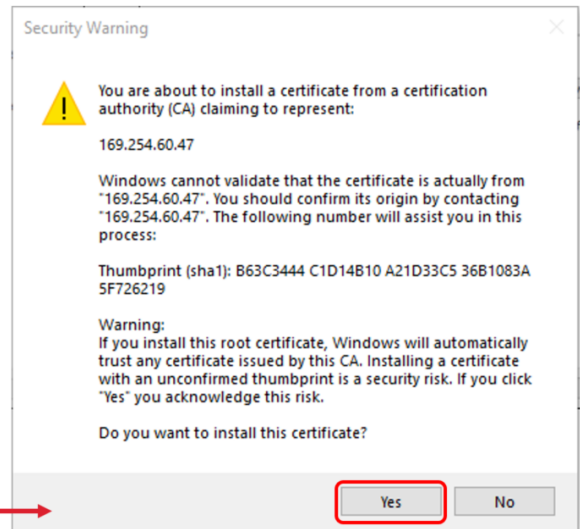 Security Warning
You are about to install a certificate from a certification
authority (CA) claiming to represent:
169.254.60.47
Windows cannot validate that the certificate is actually from
"169.254.60.47". You should confirm its origin by contacting
"169.254.60.47". The following number will assist you in this
process:
Thumbprint (sha1): B63C3444 C1D14B10 A21D33C5 36B1083A
5F726219
Warning:
If you install this root certificate, Windows will automatically
trust any certificate issued by this CA. Installing a certificate
with an unconfirmed thumbprint is a security risk. If you click
"Yes" you acknowledge this risk.
Do you want to install this certificate?
Yes
No